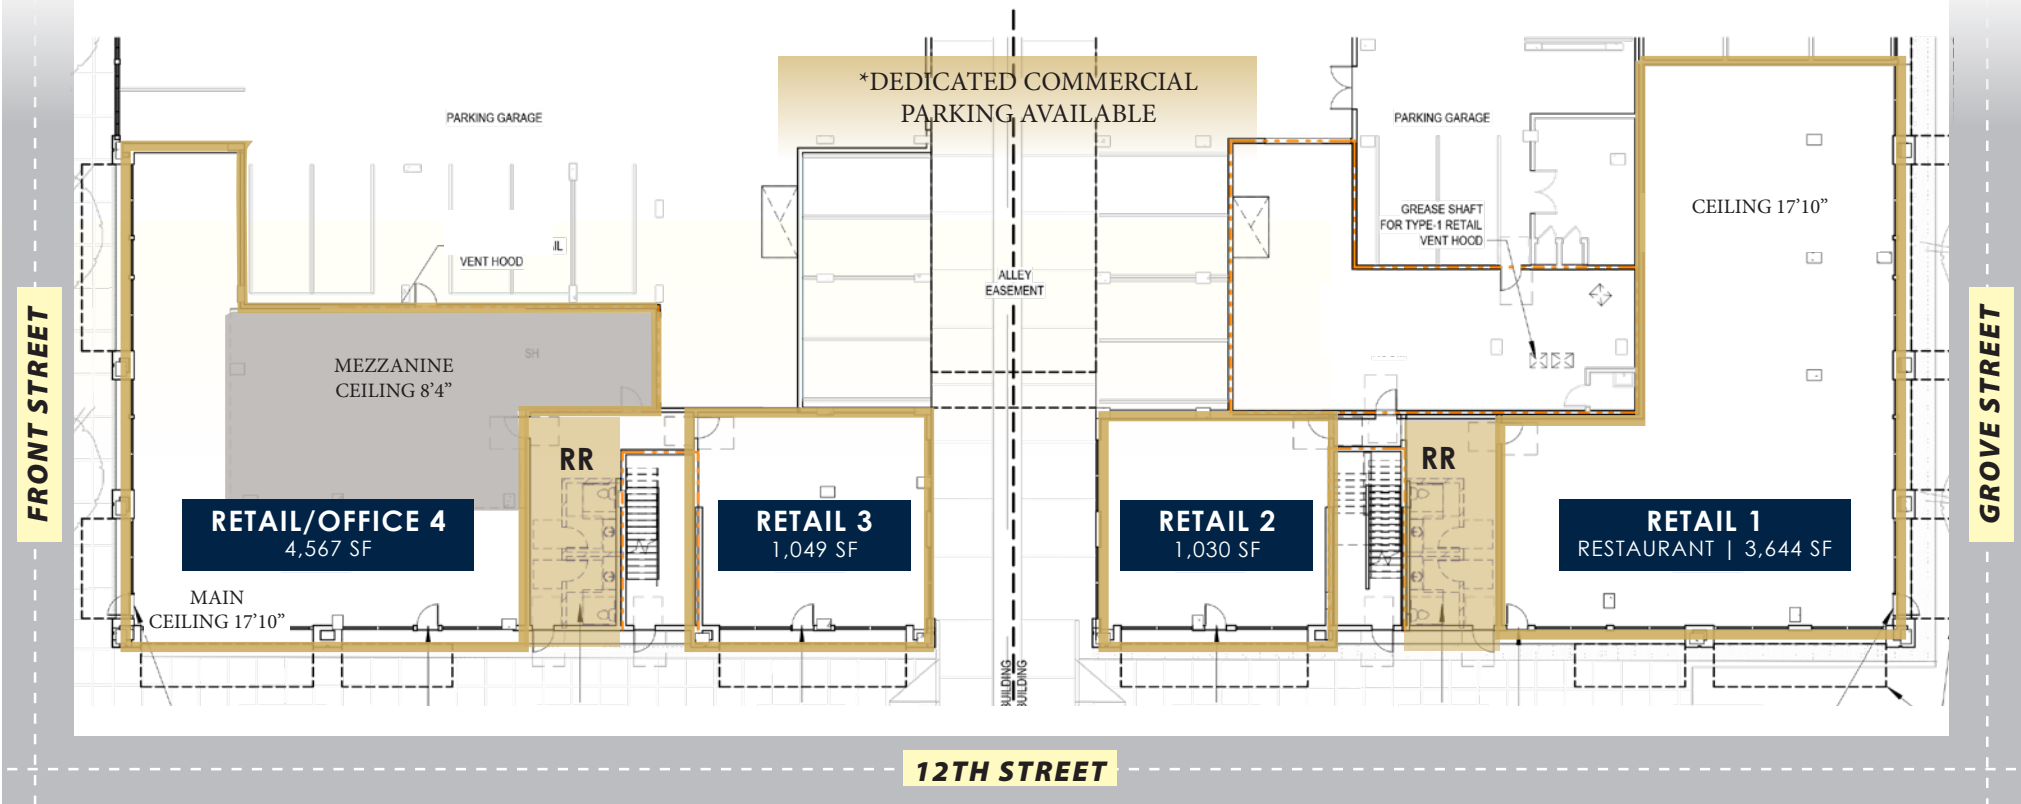 *DEDICATED COMMERCIAL
PARKING AVAILABLE
PARKING GARAGE
PARKING GARAGE
CEILING 17'10"
GREASE SHAFT
FOR TYPE-1 RETAIL
VENT HOOD
VENT HOOD
ALLEY
EASEMENT
MEZZANINE
CEILING 8'4"
SH
FRONT STREET
GROVE STREET
RR
RR
RETAIL/OFFICE 4
4,567 SF
RETAIL 3
1,049 SF
RETAIL 2
1,030 SF
RETAIL 1
RESTAURANT | 3,644 SF
MAIN
CEILING 17'10"
BUILDING
BUILDING
12TH STREET